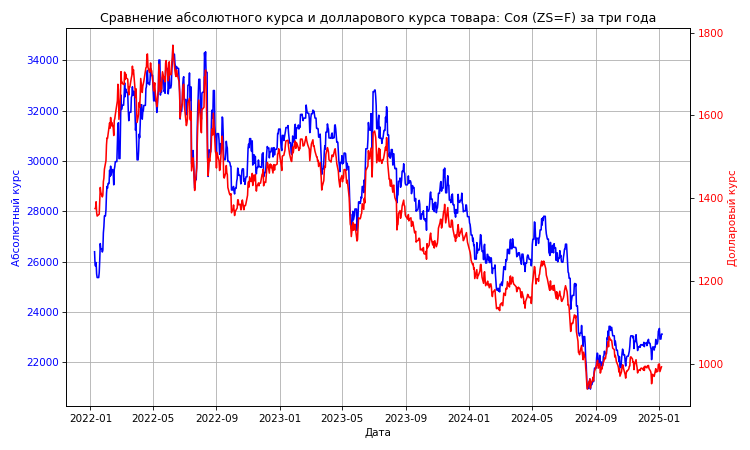 Сравнение абсолютного курса и долларового курса товара: Соя (ZS=F) за три года
Абсолютный курс
34000
32000
30000
28000
26000
24000
22000
Долларовый курс
1800
1600
1400
1200
1000
2022-01 2022-05 2022-09 2023-01 2023-05 2023-09 2024-01 2024-05 2024-09 2025-01
Дата